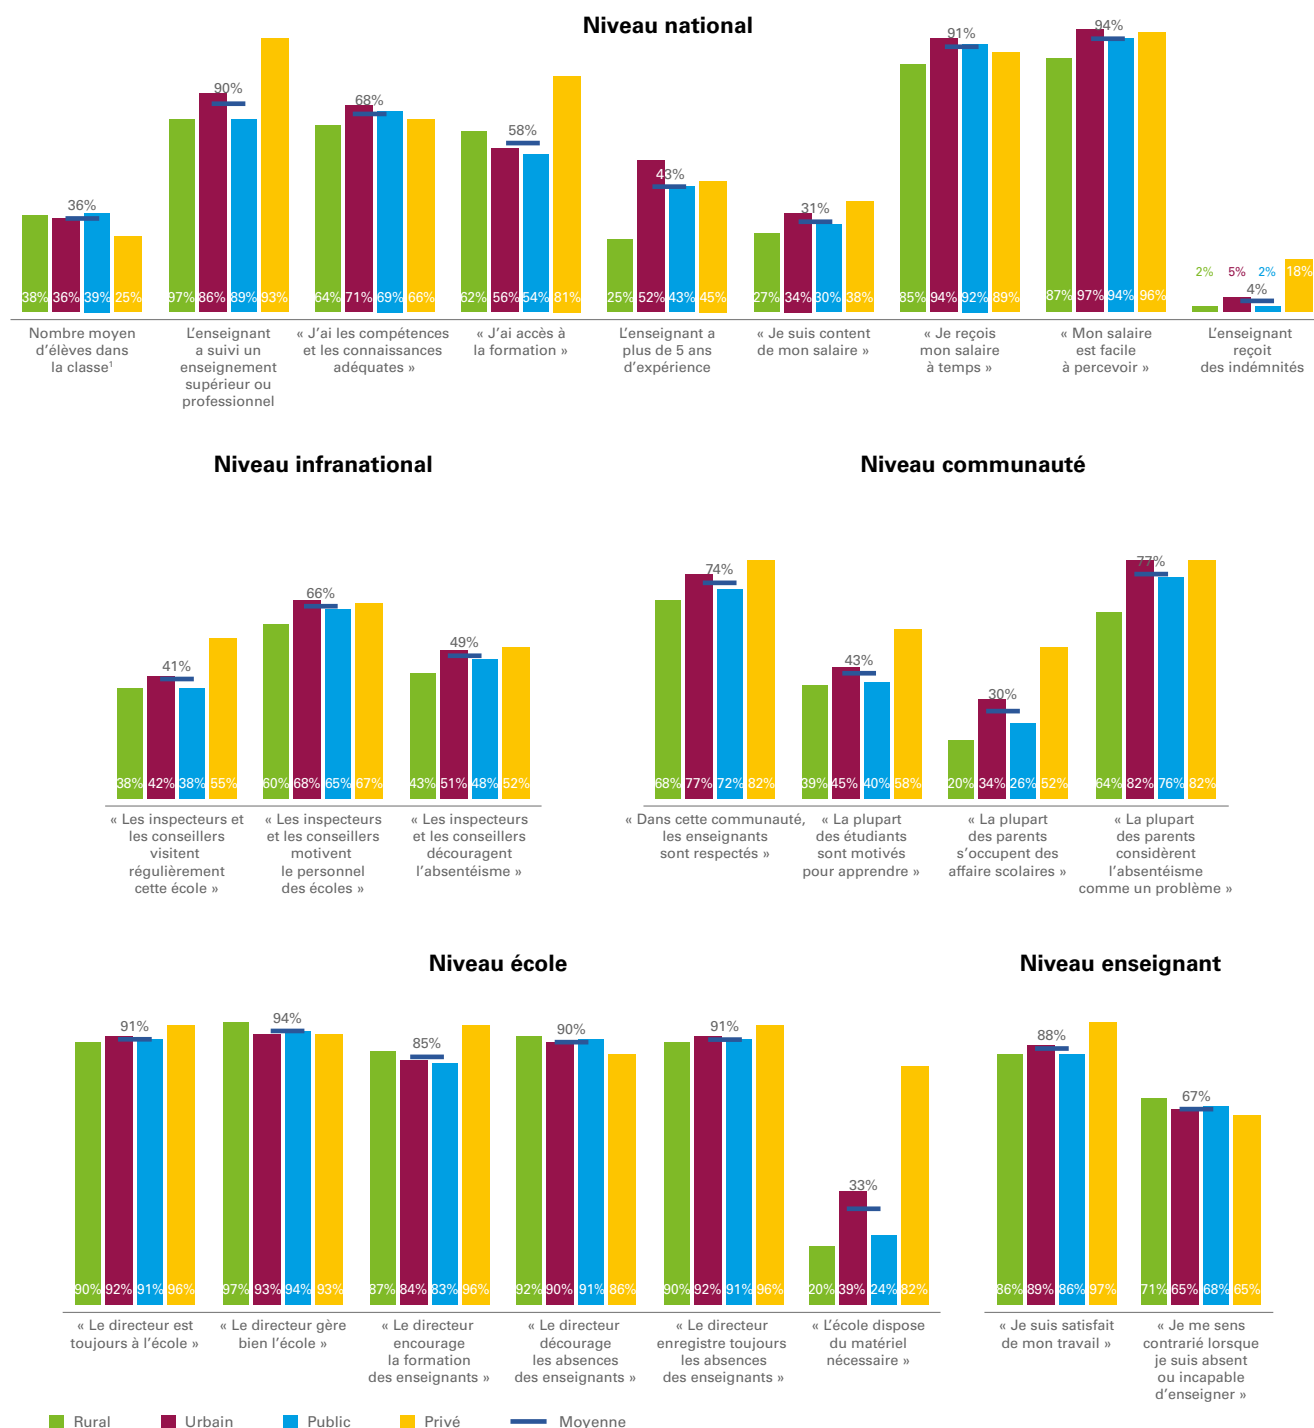 Niveau national
36%
90%
68%
58%
43%
31%
91%
94%
4%
38% 36% 39% 25%
97% 86% 89% 93%
64% 71% 69% 66%
62% 56% 54% 81%
25% 52% 43% 45%
27% 34% 30% 38%
85% 94% 92% 89%
87% 97% 94% 96%
2% 5% 2% 18%
Nombre moyen
d’élèves dans
la classe¹
L’enseignant
a suivi un
enseignement
supérieur ou
professionnel
« J’ai les compétences
et les connaissances
adéquates »
« J’ai accès à
la formation »
L’enseignant a
plus de 5 ans
d’expérience
« Je suis content
de mon salaire »
« Je reçois
mon salaire
à temps »
« Mon salaire
est facile
à percevoir »
L’enseignant
reçoit
des indémnités
Niveau infranational
41%
66%
49%
38% 42% 38% 55%
60% 68% 65% 67%
43% 51% 48% 52%
« Les inspecteurs et
les conseillers
visitent
régulièrement
cette école »
« Les inspecteurs
et les conseillers
motivent
le personnel
des écoles »
« Les inspecteurs
et les conseillers
découragent
l’absentéisme »
Niveau communauté
74%
43%
30%
77%
68% 77% 72% 82%
39% 45% 40% 58%
20% 34% 26% 52%
64% 82% 76% 82%
« Dans cette communauté,
les enseignants
sont respectés »
« La plupart
des étudiants
sont motivés
pour apprendre »
« La plupart
des parents
s’occupent des
affaire scolaires »
« La plupart
des parents
considèrent
l’absentéisme
comme un problème »
Niveau école
91%
94%
85%
90%
91%
33%
90% 92% 91% 96%
97% 93% 94% 93%
87% 84% 83% 96%
92% 90% 91% 86%
90% 92% 91% 96%
20% 39% 24% 82%
« Le directeur est
toujours à l’école »
« Le directeur gère
bien l’école »
« Le directeur
encourage
la formation
des enseignants »
« Le directeur
décourage
les absences
des enseignants »
« Le directeur
enregistre toujours
les absences
des enseignants »
« L’école dispose
du matériel
nécessaire »
Niveau enseignant
88%
67%
86% 89% 86% 97%
71% 65% 68% 65%
« Je suis satisfait
de mon travail »
« Je me sens
contrarié lorsque
je suis absent
ou incapable
d’enseigner »
Rural Urbain Public Privé Moyenne